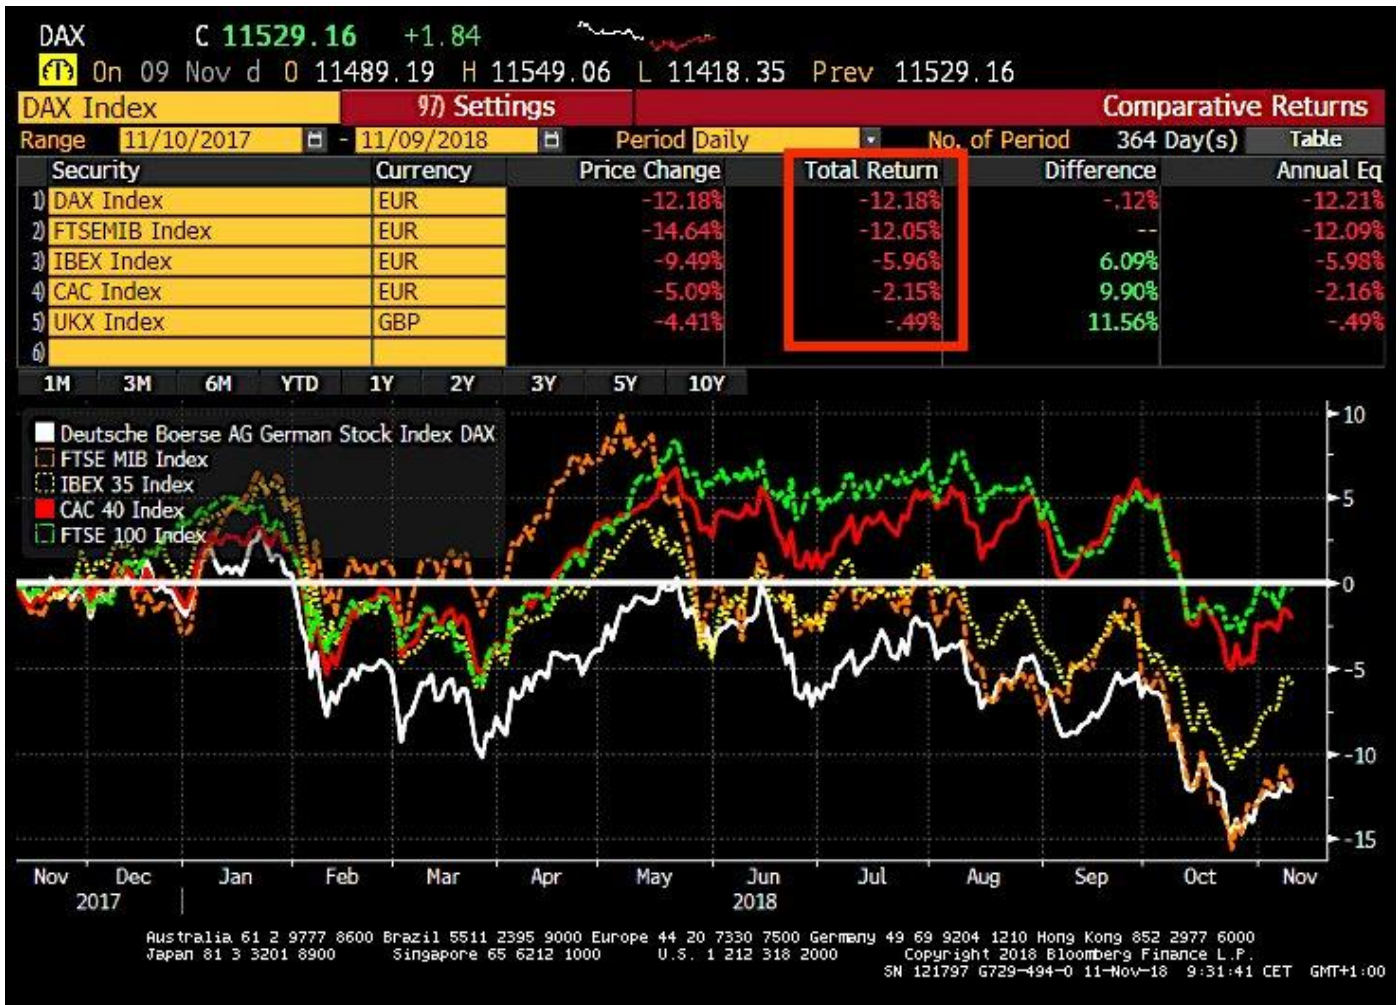 DAX C 11529.16 +1.84
On 09 Nov d O 11489.19 H 11549.06 L 11418.35 Prev 11529.16
DAX Index 97) Settings Comparative Returns
Range 11/10/2017 - 11/09/2018 Period Daily No. of Period 364 Day(s) Table
Security Currency Price Change Total Return Difference Annual Eq
1) DAX Index EUR -12.18% -12.18% -.12% -12.21%
2) FTSEMIB Index EUR -14.64% -12.05% -- -12.09%
3) IBEX Index EUR -9.49% -5.96% 6.09% -5.98%
4) CAC Index EUR -5.09% -2.15% 9.90% -2.16%
5) UKX Index GBP -4.41% -.49% 11.56% -.49%
6)
1M 3M 6M YTD 1Y 2Y 3Y 5Y 10Y
Deutsche Boerse AG German Stock Index DAX
FTSE MIB Index
IBEX 35 Index
CAC 40 Index
FTSE 100 Index
10
5
0
-5
-10
-15
Nov Dec Jan Feb Mar Apr May Jun Jul Aug Sep Oct Nov
2017 2018
Australia 61 2 9777 8600 Brazil 5511 2395 9000 Europe 44 20 7330 7500 Germany 49 69 9204 1210 Hong Kong 852 2977 6000
Japan 81 3 3201 8900 Singapore 65 6212 1000 U.S. 1 212 318 2000 Copyright 2018 Bloomberg Finance L.P.
SN 121797 G729-494-0 11-Nov-18 9:31:41 CET GMT+1:00